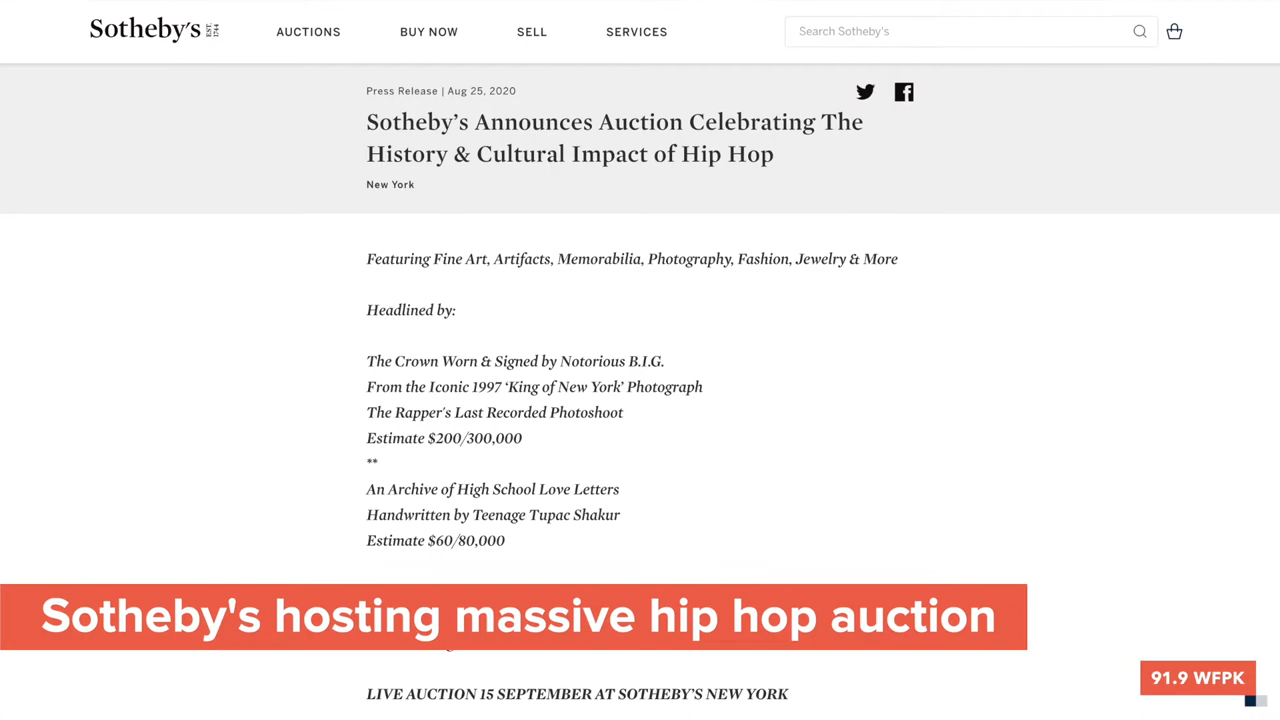 Sotheby's EST. 1744
AUCTIONS BUY NOW SELL SERVICES Search Sotheby's
Press Release | Aug 25, 2020
Sotheby’s Announces Auction Celebrating The
History & Cultural Impact of Hip Hop
New York
Featuring Fine Art, Artifacts, Memorabilia, Photography, Fashion, Jewelry & More
Headlined by:
The Crown Worn & Signed by Notorious B.I.G.
From the Iconic 1997 ‘King of New York’ Photograph
The Rapper's Last Recorded Photoshoot
Estimate $200/300,000
**
An Archive of High School Love Letters
Handwritten by Teenage Tupac Shakur
Estimate $60/80,000
Sotheby's hosting massive hip hop auction
91.9 WFPK
LIVE AUCTION 15 SEPTEMBER AT SOTHEBY’S NEW YORK